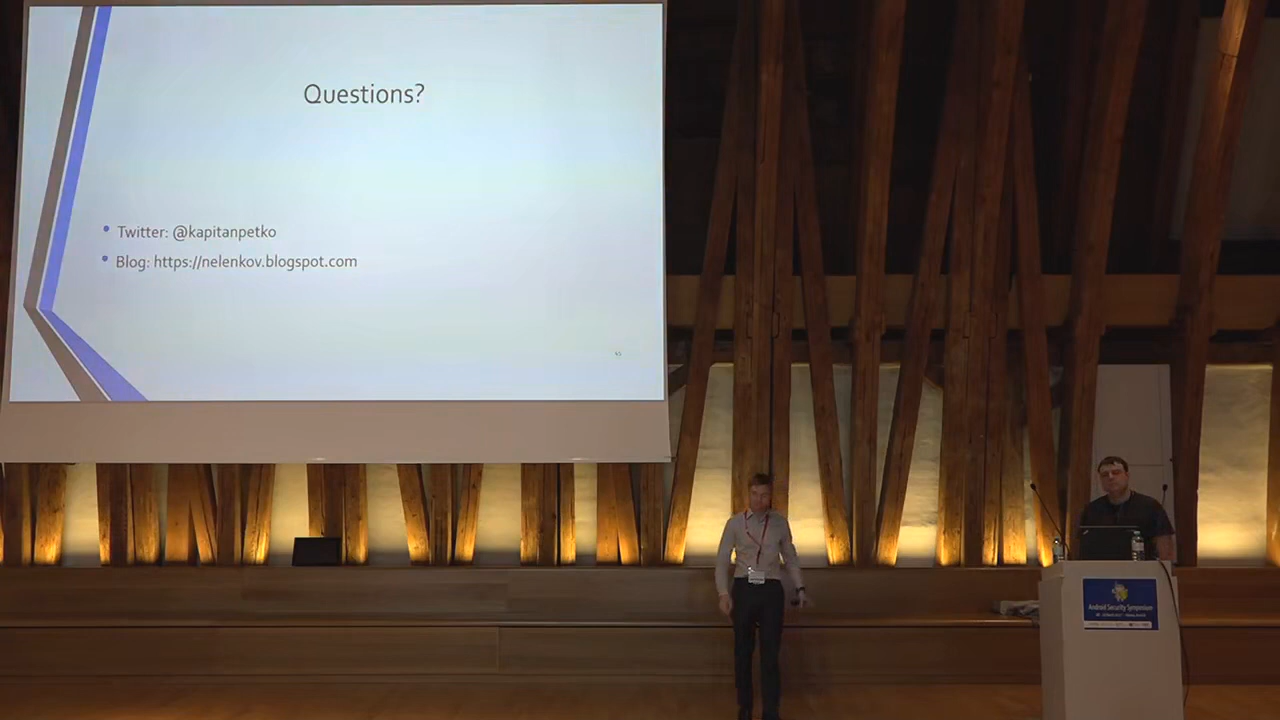 Questions?
• Twitter: @kapitanpetko
• Blog: https://nelenkov.blogspot.com
Android Security Symposium